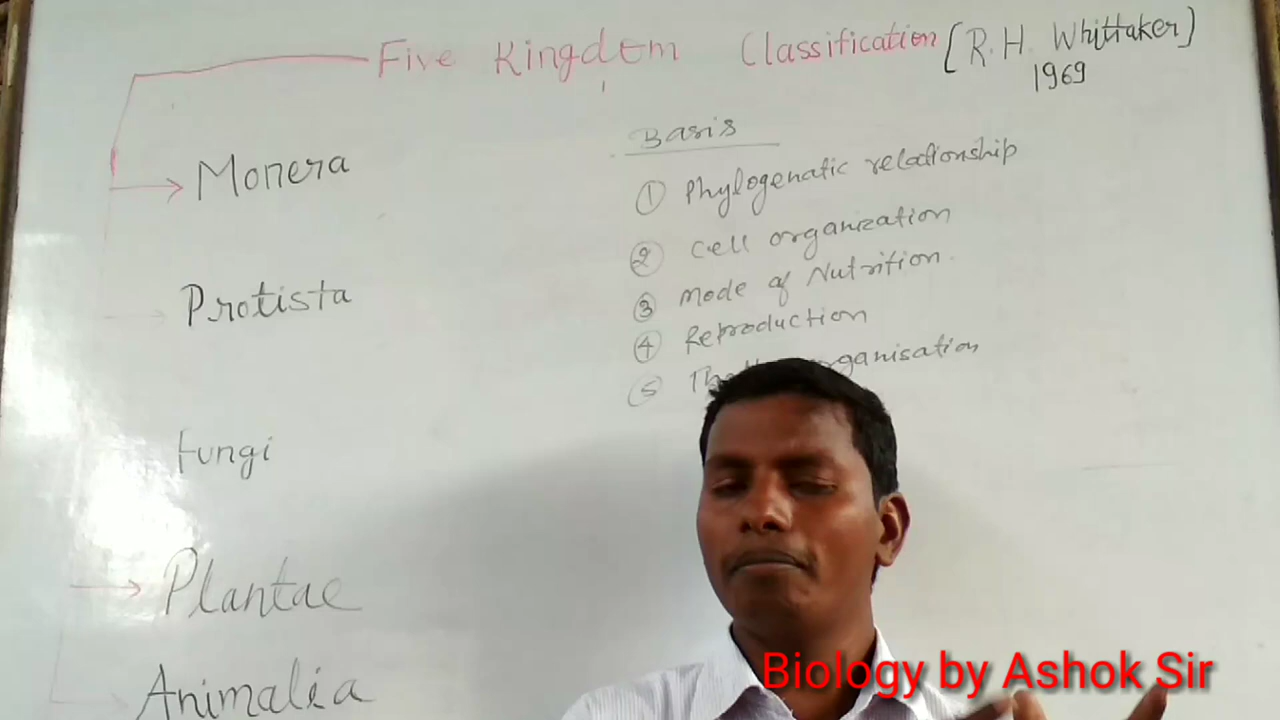 Five Kingdom Classification [R. H. Whittaker]
1969
Monera
Protista
Fungi
Plantae
Animalia
Basis
① Phylogenatic relationship
② Cell organization
③ Mode of Nutrition.
④ Reproduction
⑤ organisation
Biology by Ashok Sir